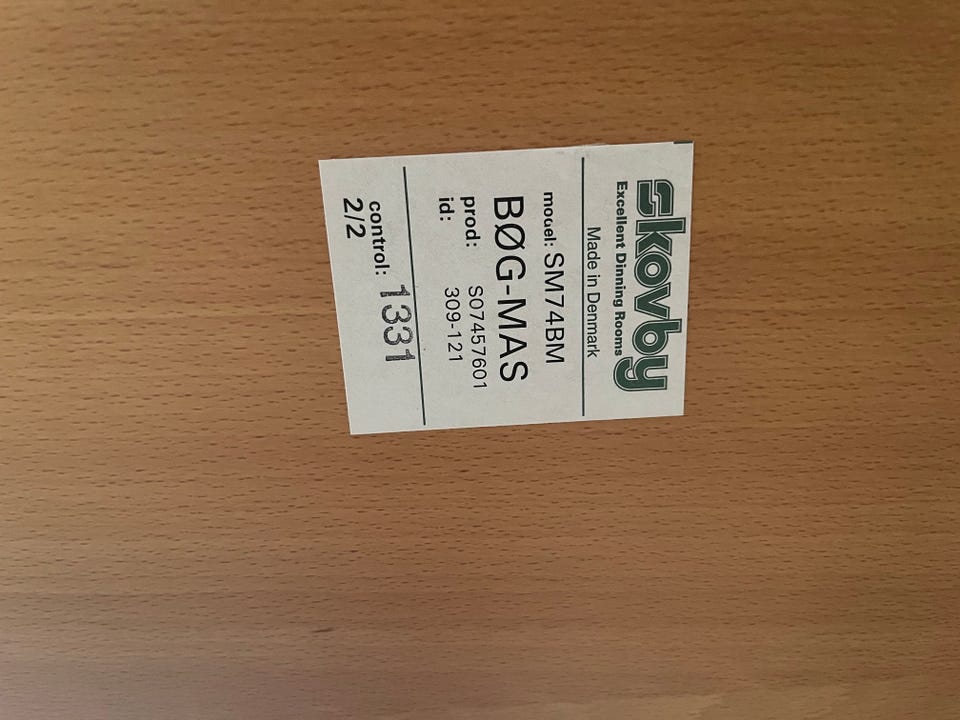 skovby
Excellent Dinning Rooms
Made in Denmark
model: SM74BM
BØG-MAS
prod: S07457601
id: 309-121
control: 1331
2/2